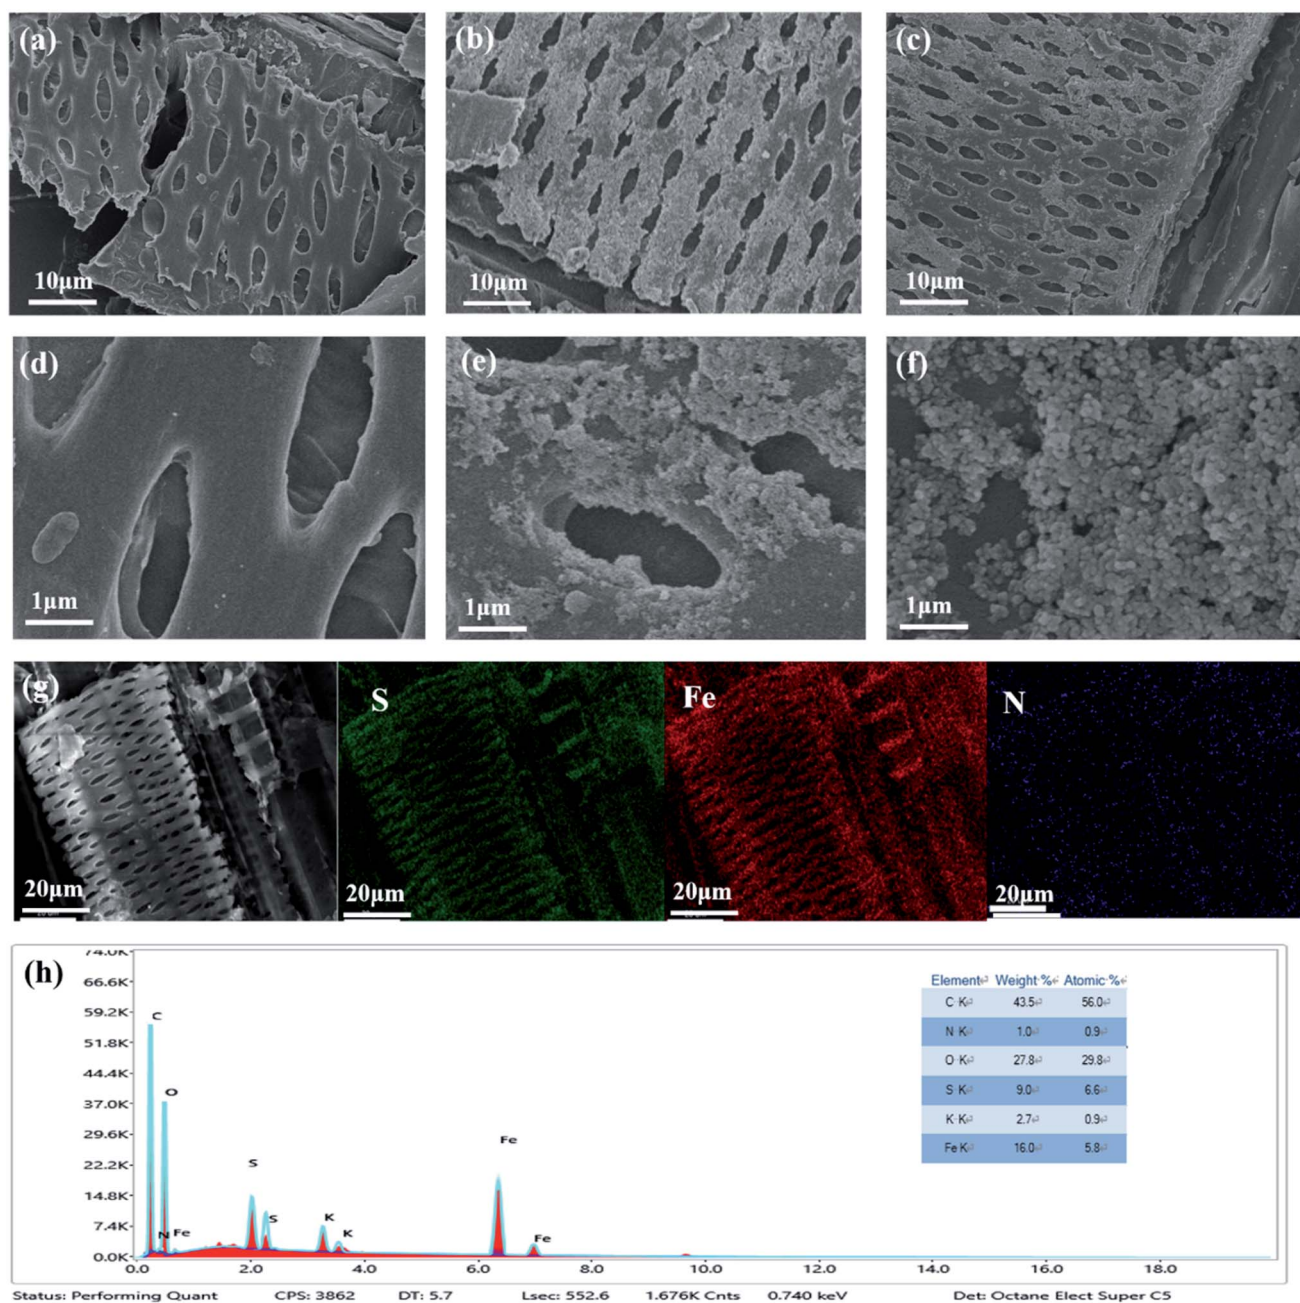 (a)
(b)
(c)
10μm
10μm
10μm
(d)
(e)
(f)
1μm
1μm
1μm
(g)
S
Fe
N
20μm
20μm
20μm
20μm
(h)
74.0K
66.6K
59.2K
51.8K
44.4K
37.0K
29.6K
22.2K
14.8K
7.4K
0.0K
C
O
N
Fe
S
S
K
K
Fe
Fe
0.0 2.0 4.0 6.0 8.0 10.0 12.0 14.0 16.0 18.0
Element Weight % Atomic %
C K 43.5 56.0
N K 1.0 0.9
O K 27.8 29.8
S K 9.0 6.6
K K 2.7 0.9
Fe K 16.0 5.8
Status: Performing Quant CPS: 3862 DT: 5.7 Lsec: 552.6 1.676K Cnts 0.740 keV Det: Octane Elect Super C5